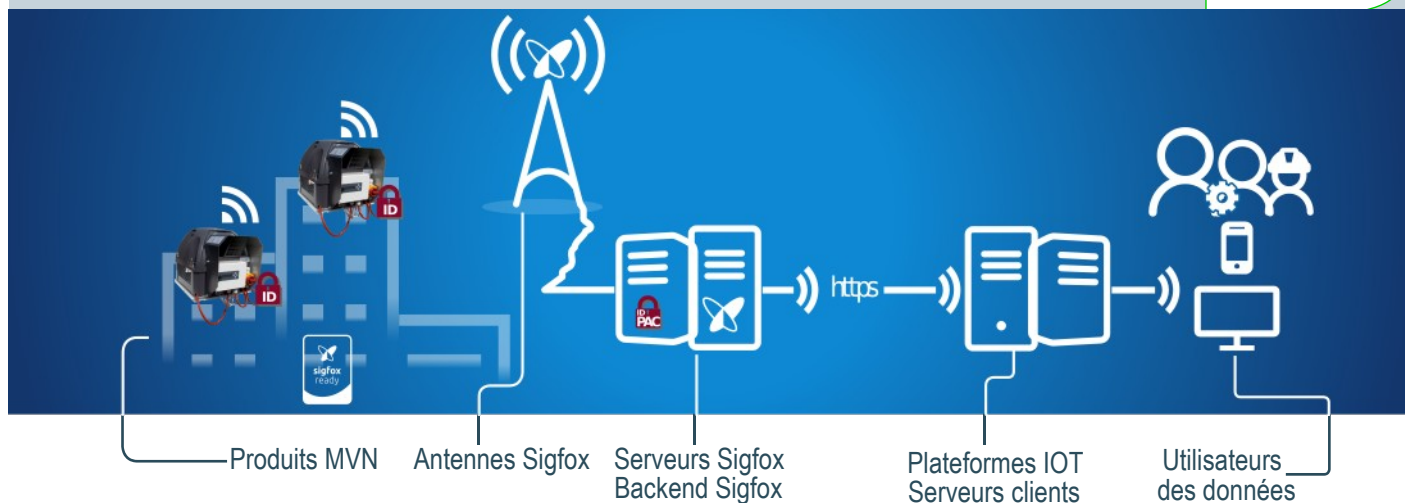 ID
ID
sigfox
ready
ID
PAC
https
Produits MVN
Antennes Sigfox
Serveurs Sigfox
Backend Sigfox
Plateformes IOT
Serveurs clients
Utilisateurs
des données